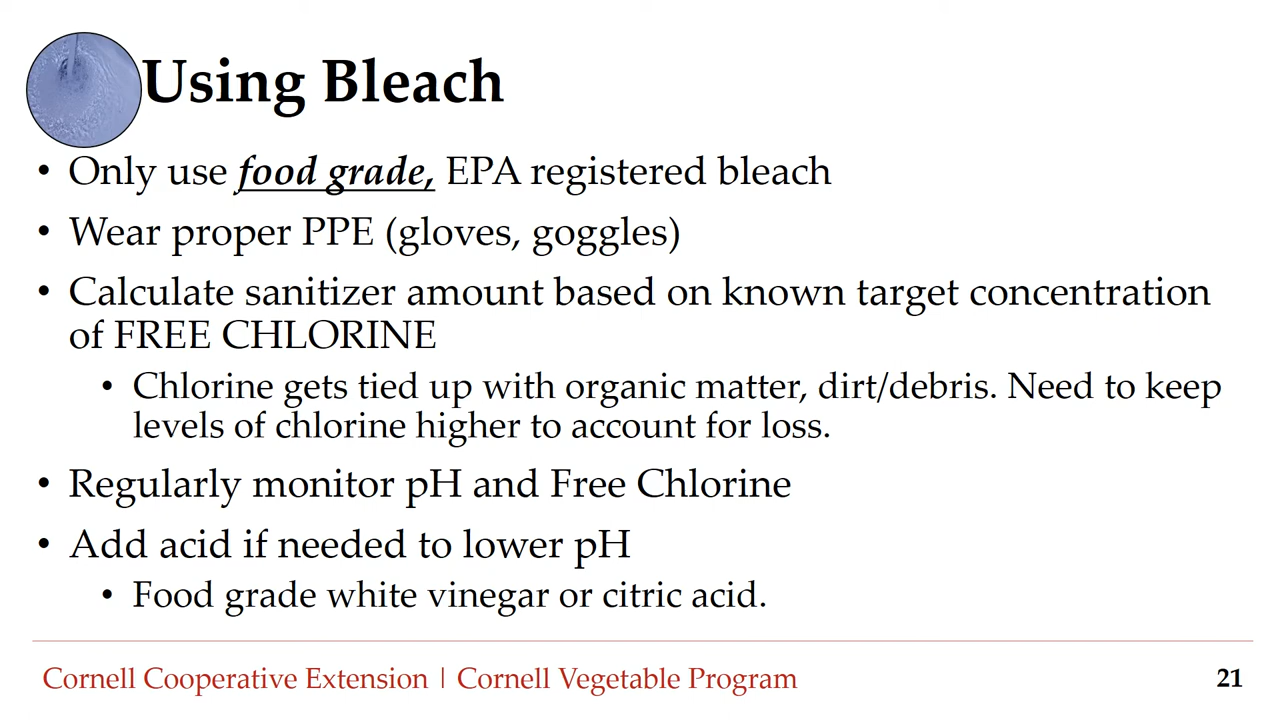 Using Bleach
• Only use food grade, EPA registered bleach
• Wear proper PPE (gloves, goggles)
• Calculate sanitizer amount based on known target concentration
of FREE CHLORINE
• Chlorine gets tied up with organic matter, dirt/debris. Need to keep
levels of chlorine higher to account for loss.
• Regularly monitor pH and Free Chlorine
• Add acid if needed to lower pH
• Food grade white vinegar or citric acid.
Cornell Cooperative Extension | Cornell Vegetable Program
21